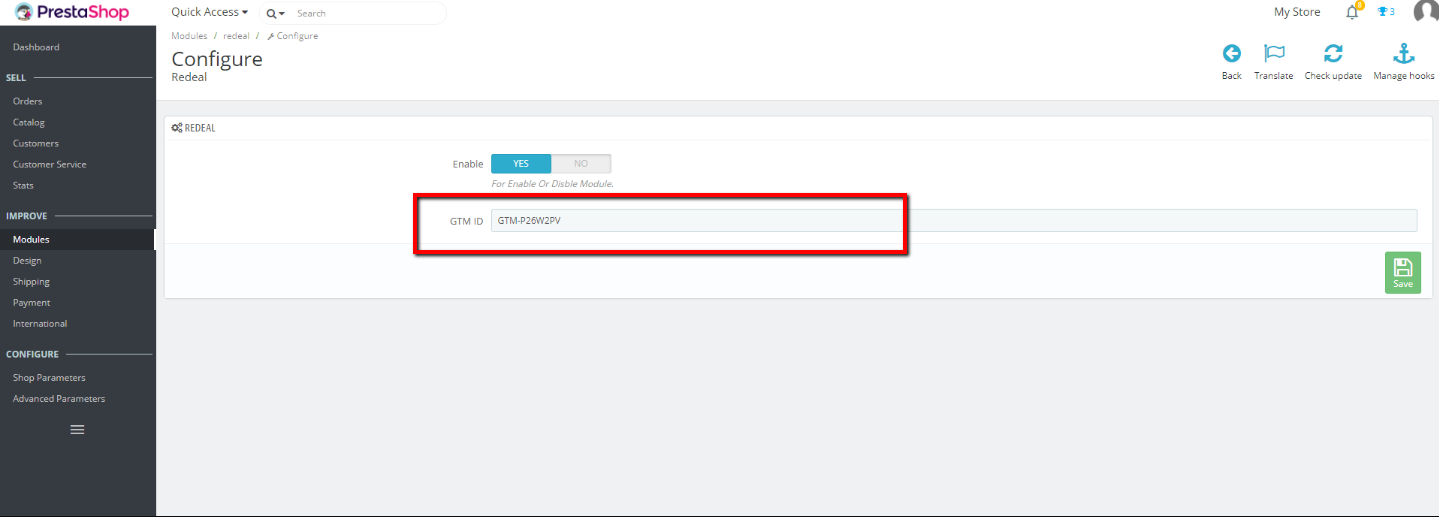 PrestaShop
Quick Access
Search
My Store
8
3
Modules / redeal / Configure
Configure
Redeal
Back
Translate
Check update
Manage hooks
Dashboard
SELL
Orders
Catalog
Customers
Customer Service
Stats
IMPROVE
Modules
Design
Shipping
Payment
International
CONFIGURE
Shop Parameters
Advanced Parameters
REDEAL
Enable
YES
NO
For Enable Or Disble Module.
GTM ID
GTM-P26W2PV
Save